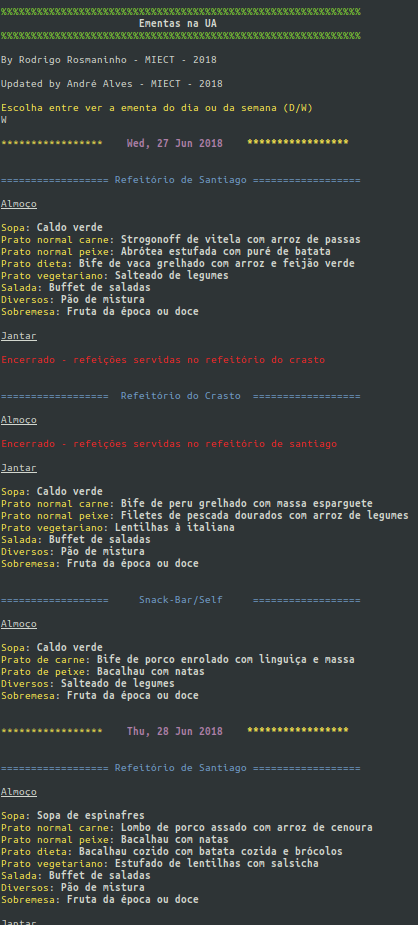 %%%%%%%%%%%%%%%%%%%%%%%%%%%%%%%%%%%%%%%%%%%%%%%%%%%%%%%%%%%%
Ementas na UA
%%%%%%%%%%%%%%%%%%%%%%%%%%%%%%%%%%%%%%%%%%%%%%%%%%%%%%%%%%%%
By Rodrigo Rosmaninho - MIECT - 2018
Updated by André Alves - MIECT - 2018
Escolha entre ver a ementa do dia ou da semana (D/W)
W
***************** Wed, 27 Jun 2018 *****************
================== Refeitório de Santiago ==================
Almoço
Sopa: Caldo verde
Prato normal carne: Strogonoff de vitela com arroz de passas
Prato normal peixe: Abrótea estufada com puré de batata
Prato dieta: Bife de vaca grelhado com arroz e feijão verde
Prato vegetariano: Salteado de legumes
Salada: Buffet de saladas
Diversos: Pão de mistura
Sobremesa: Fruta da época ou doce
Jantar
Encerrado - refeições servidas no refeitório do crasto
================== Refeitório do Crasto ==================
Almoço
Encerrado - refeições servidas no refeitório de santiago
Jantar
Sopa: Caldo verde
Prato normal carne: Bife de peru grelhado com massa esparguete
Prato normal peixe: Filetes de pescada dourados com arroz de legumes
Prato vegetariano: Lentilhas à italiana
Salada: Buffet de saladas
Diversos: Pão de mistura
Sobremesa: Fruta da época ou doce
================== Snack-Bar/Self ==================
Almoço
Sopa: Caldo verde
Prato de carne: Bife de porco enrolado com linguiça e massa
Prato de peixe: Bacalhau com natas
Diversos: Salteado de legumes
Sobremesa: Fruta da época ou doce
***************** Thu, 28 Jun 2018 *****************
================== Refeitório de Santiago ==================
Almoço
Sopa: Sopa de espinafres
Prato normal carne: Lombo de porco assado com arroz de cenoura
Prato normal peixe: Bacalhau com natas
Prato dieta: Bacalhau cozido com batata cozida e brócolos
Prato vegetariano: Estufado de lentilhas com salsicha
Salada: Buffet de saladas
Diversos: Pão de mistura
Sobremesa: Fruta da época ou doce
Jantar